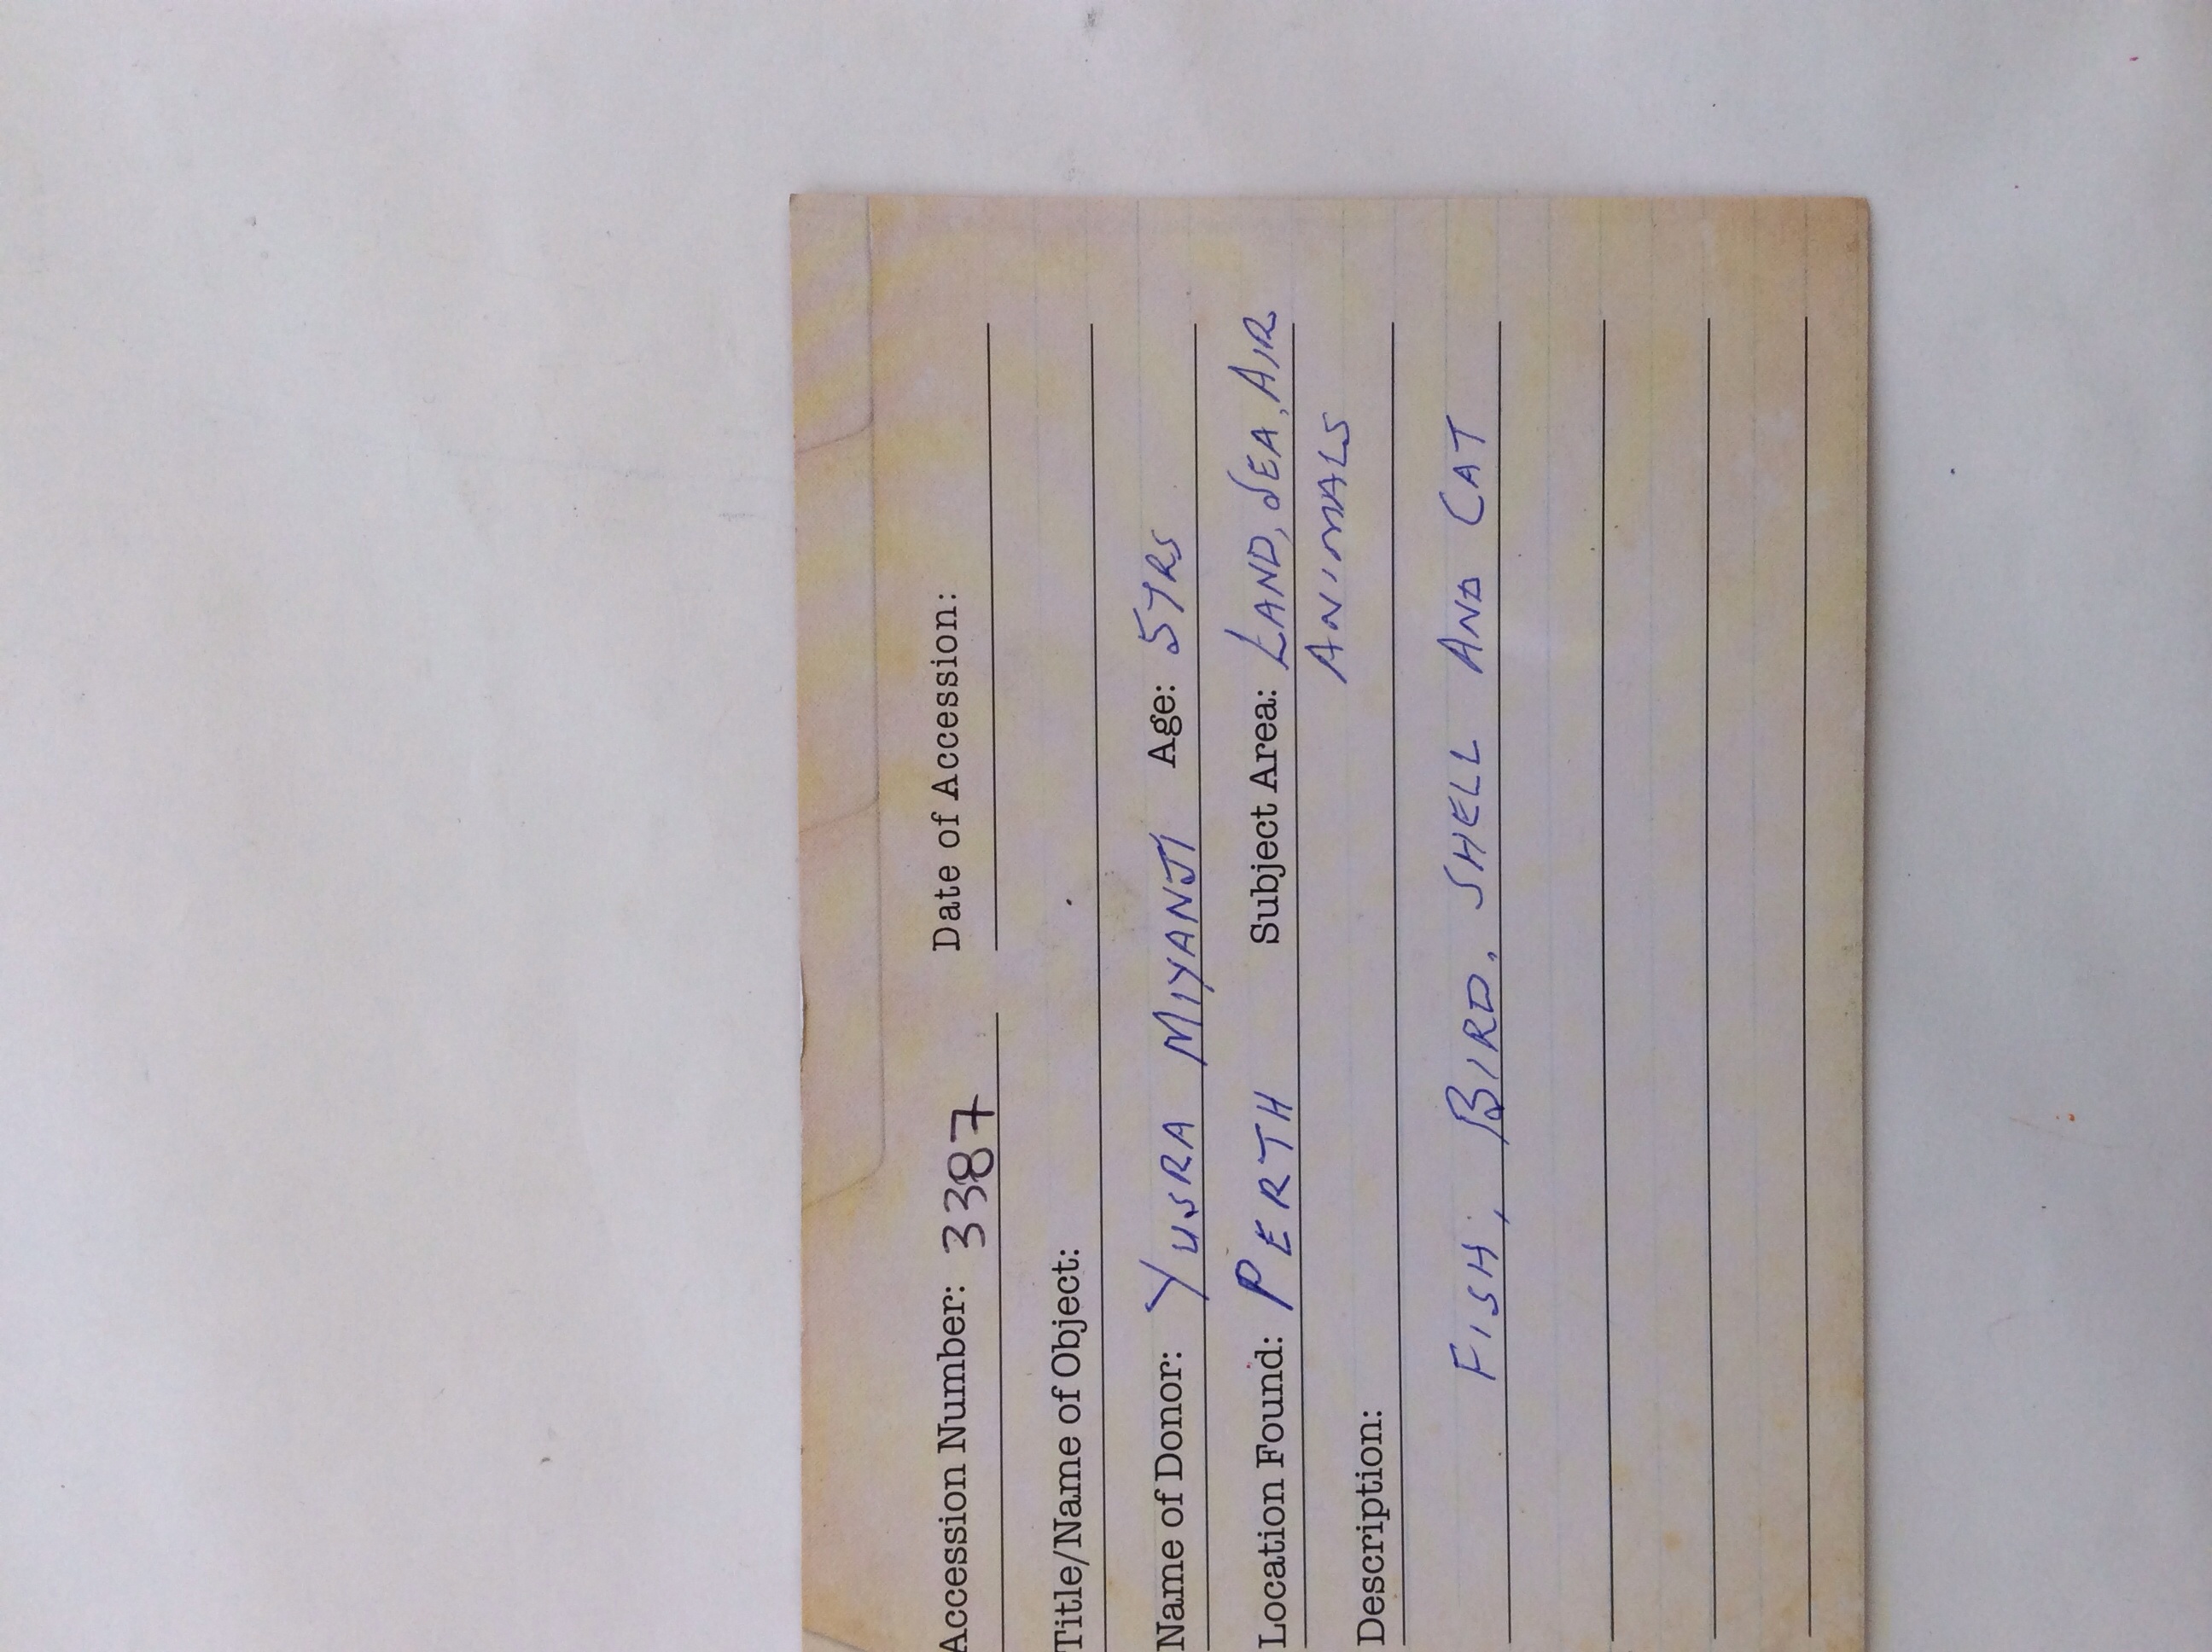 Accession Number: 3387 Date of Accession:
Title/Name of Object:
Name of Donor: YUSRA MIYANJI Age: 5YRS
Location Found: PERTH Subject Area: LAND, SEA, AIR
ANIMALS
Description:
FISH, BIRD, SHELL AND CAT